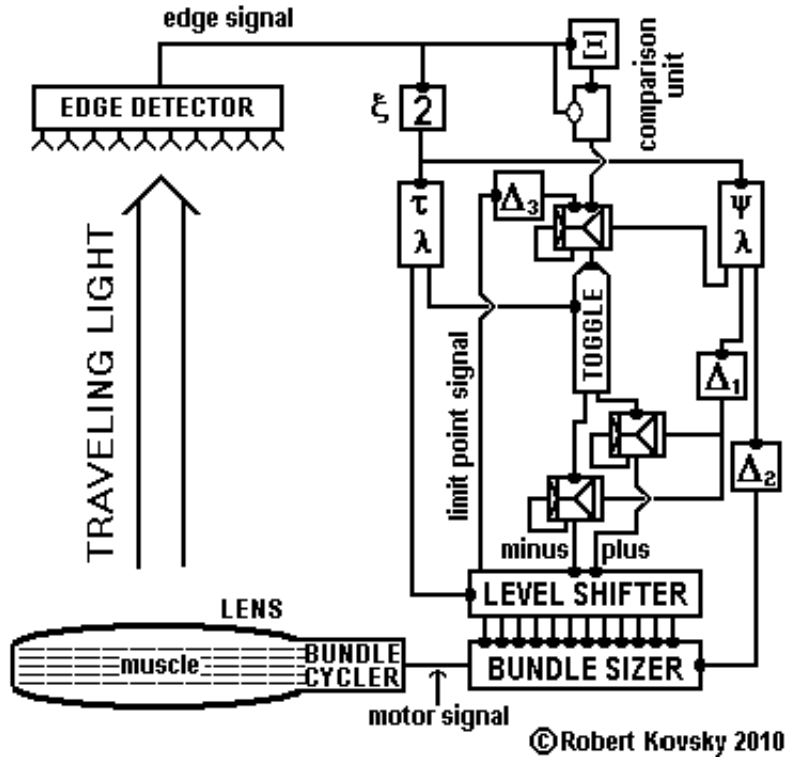 edge signal
Ξ
comparison unit
EDGE DETECTOR
ξ 2
τ λ
Δ3
ψ λ
TRAVELING LIGHT
limit point signal
TOGGLE
Δ1
Δ2
minus plus
LEVEL SHIFTER
LENS
muscle
BUNDLE CYCLER
BUNDLE SIZER
motor signal
©Robert Kovsky 2010